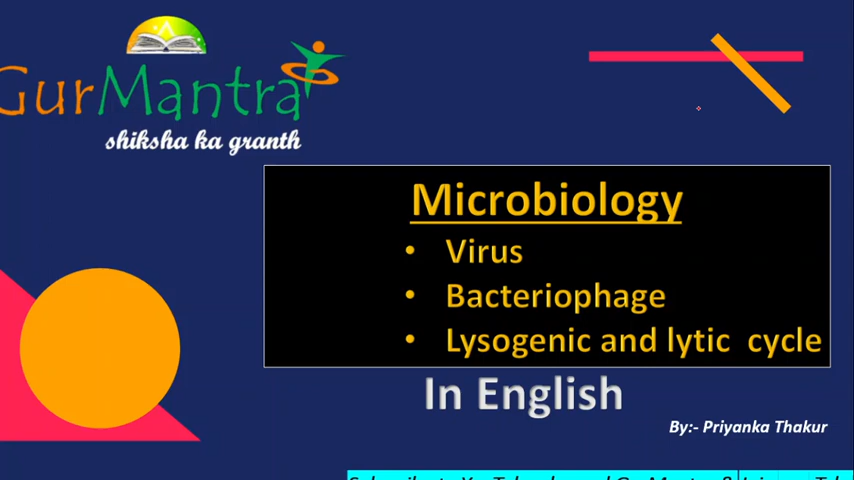 GurMantra
shiksha ka granth
Microbiology
• Virus
• Bacteriophage
• Lysogenic and lytic cycle
In English
By:- Priyanka Thakur